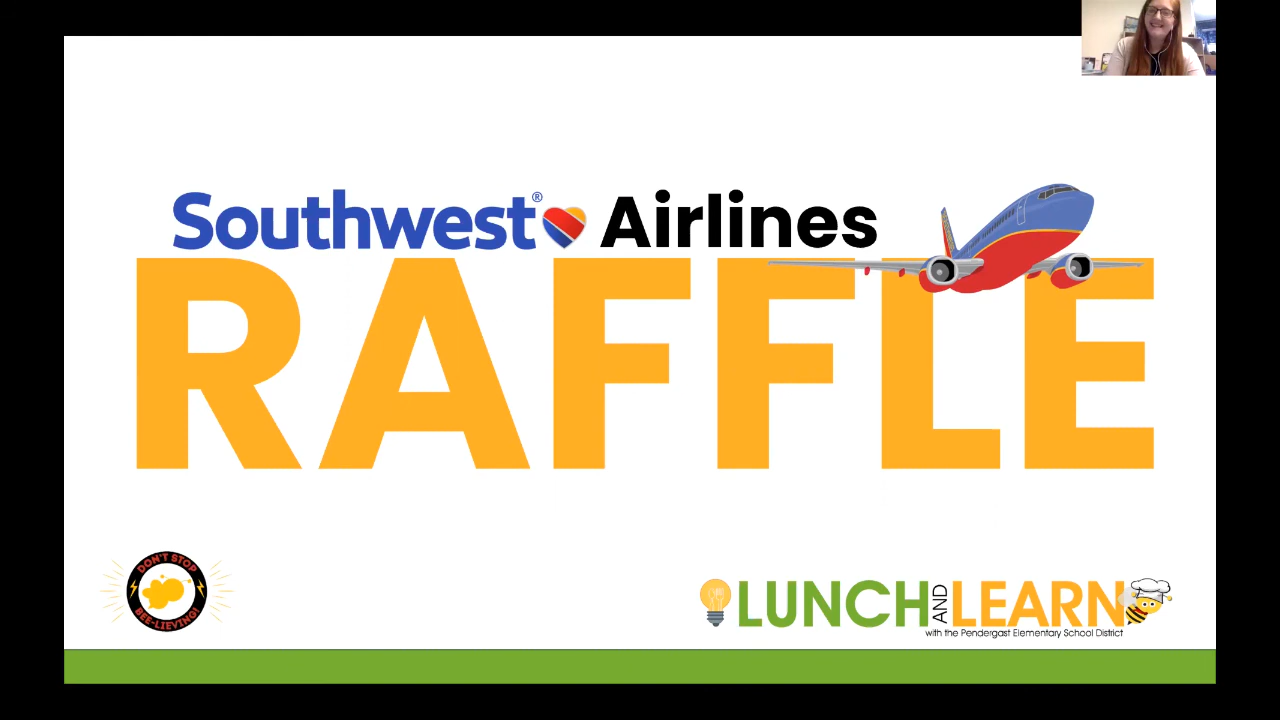 Southwest® Airlines
RAFFLE
DON'T STOP
BEE-LIEVING!
LUNCH AND LEARN
with the Pendergast Elementary School District